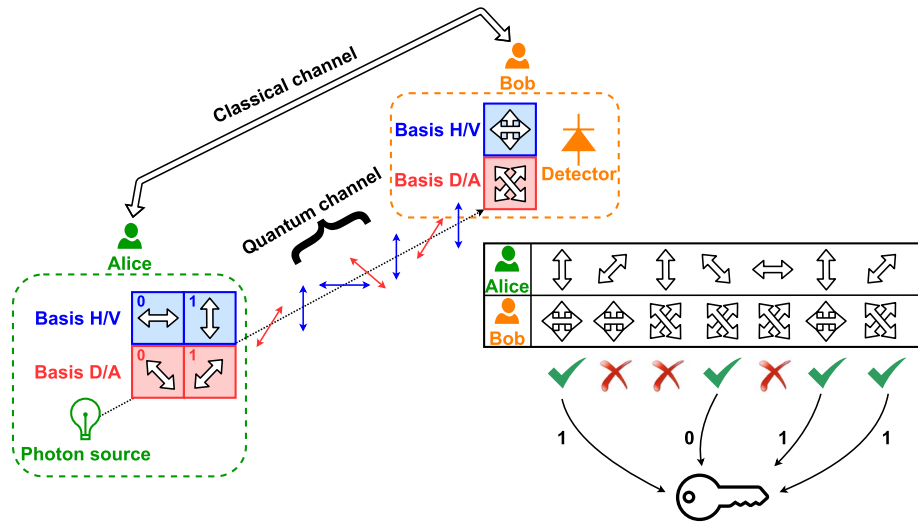 Classical channel
Bob
Basis H/V
Basis D/A
Detector
Quantum channel
Alice
Basis H/V
0
1
Basis D/A
0
1
Photon source
Alice
Bob
1
0
1
1